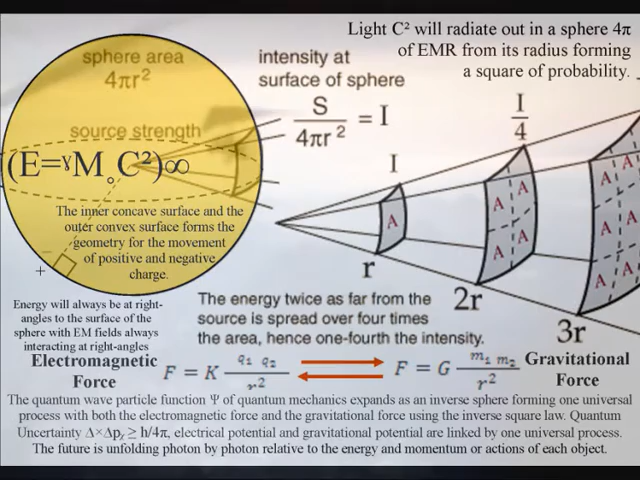 Light C² will radiate out in a sphere 4π
of EMR from its radius forming
a square of probability.
sphere area
4πr²
intensity at
surface of sphere
S
4πr² = I
source strength
(E=ᵞM˳C²)∞
The inner concave surface and the
outer convex surface forms the
geometry for the movement
of positive and negative
charge.
+
I
I
4
A
A A
A A
A A
A A
A A
r
2r
3r
Energy will always be at right-
angles to the surface of the
sphere with EM fields always
interacting at right-angles
The energy twice as far from the
source is spread over four times
the area, hence one-fourth the intensity.
Electromagnetic
Force
F = K q₁ q₂
r²
F = G m₁ m₂
r²
Gravitational
Force
The quantum wave particle function Ψ of quantum mechanics expands as an inverse sphere forming one universal
process with both the electromagnetic force and the gravitational force using the inverse square law. Quantum
Uncertainty Δ×Δpₓ ≥ h/4π, electrical potential and gravitational potential are linked by one universal process.
The future is unfolding photon by photon relative to the energy and momentum or actions of each object.